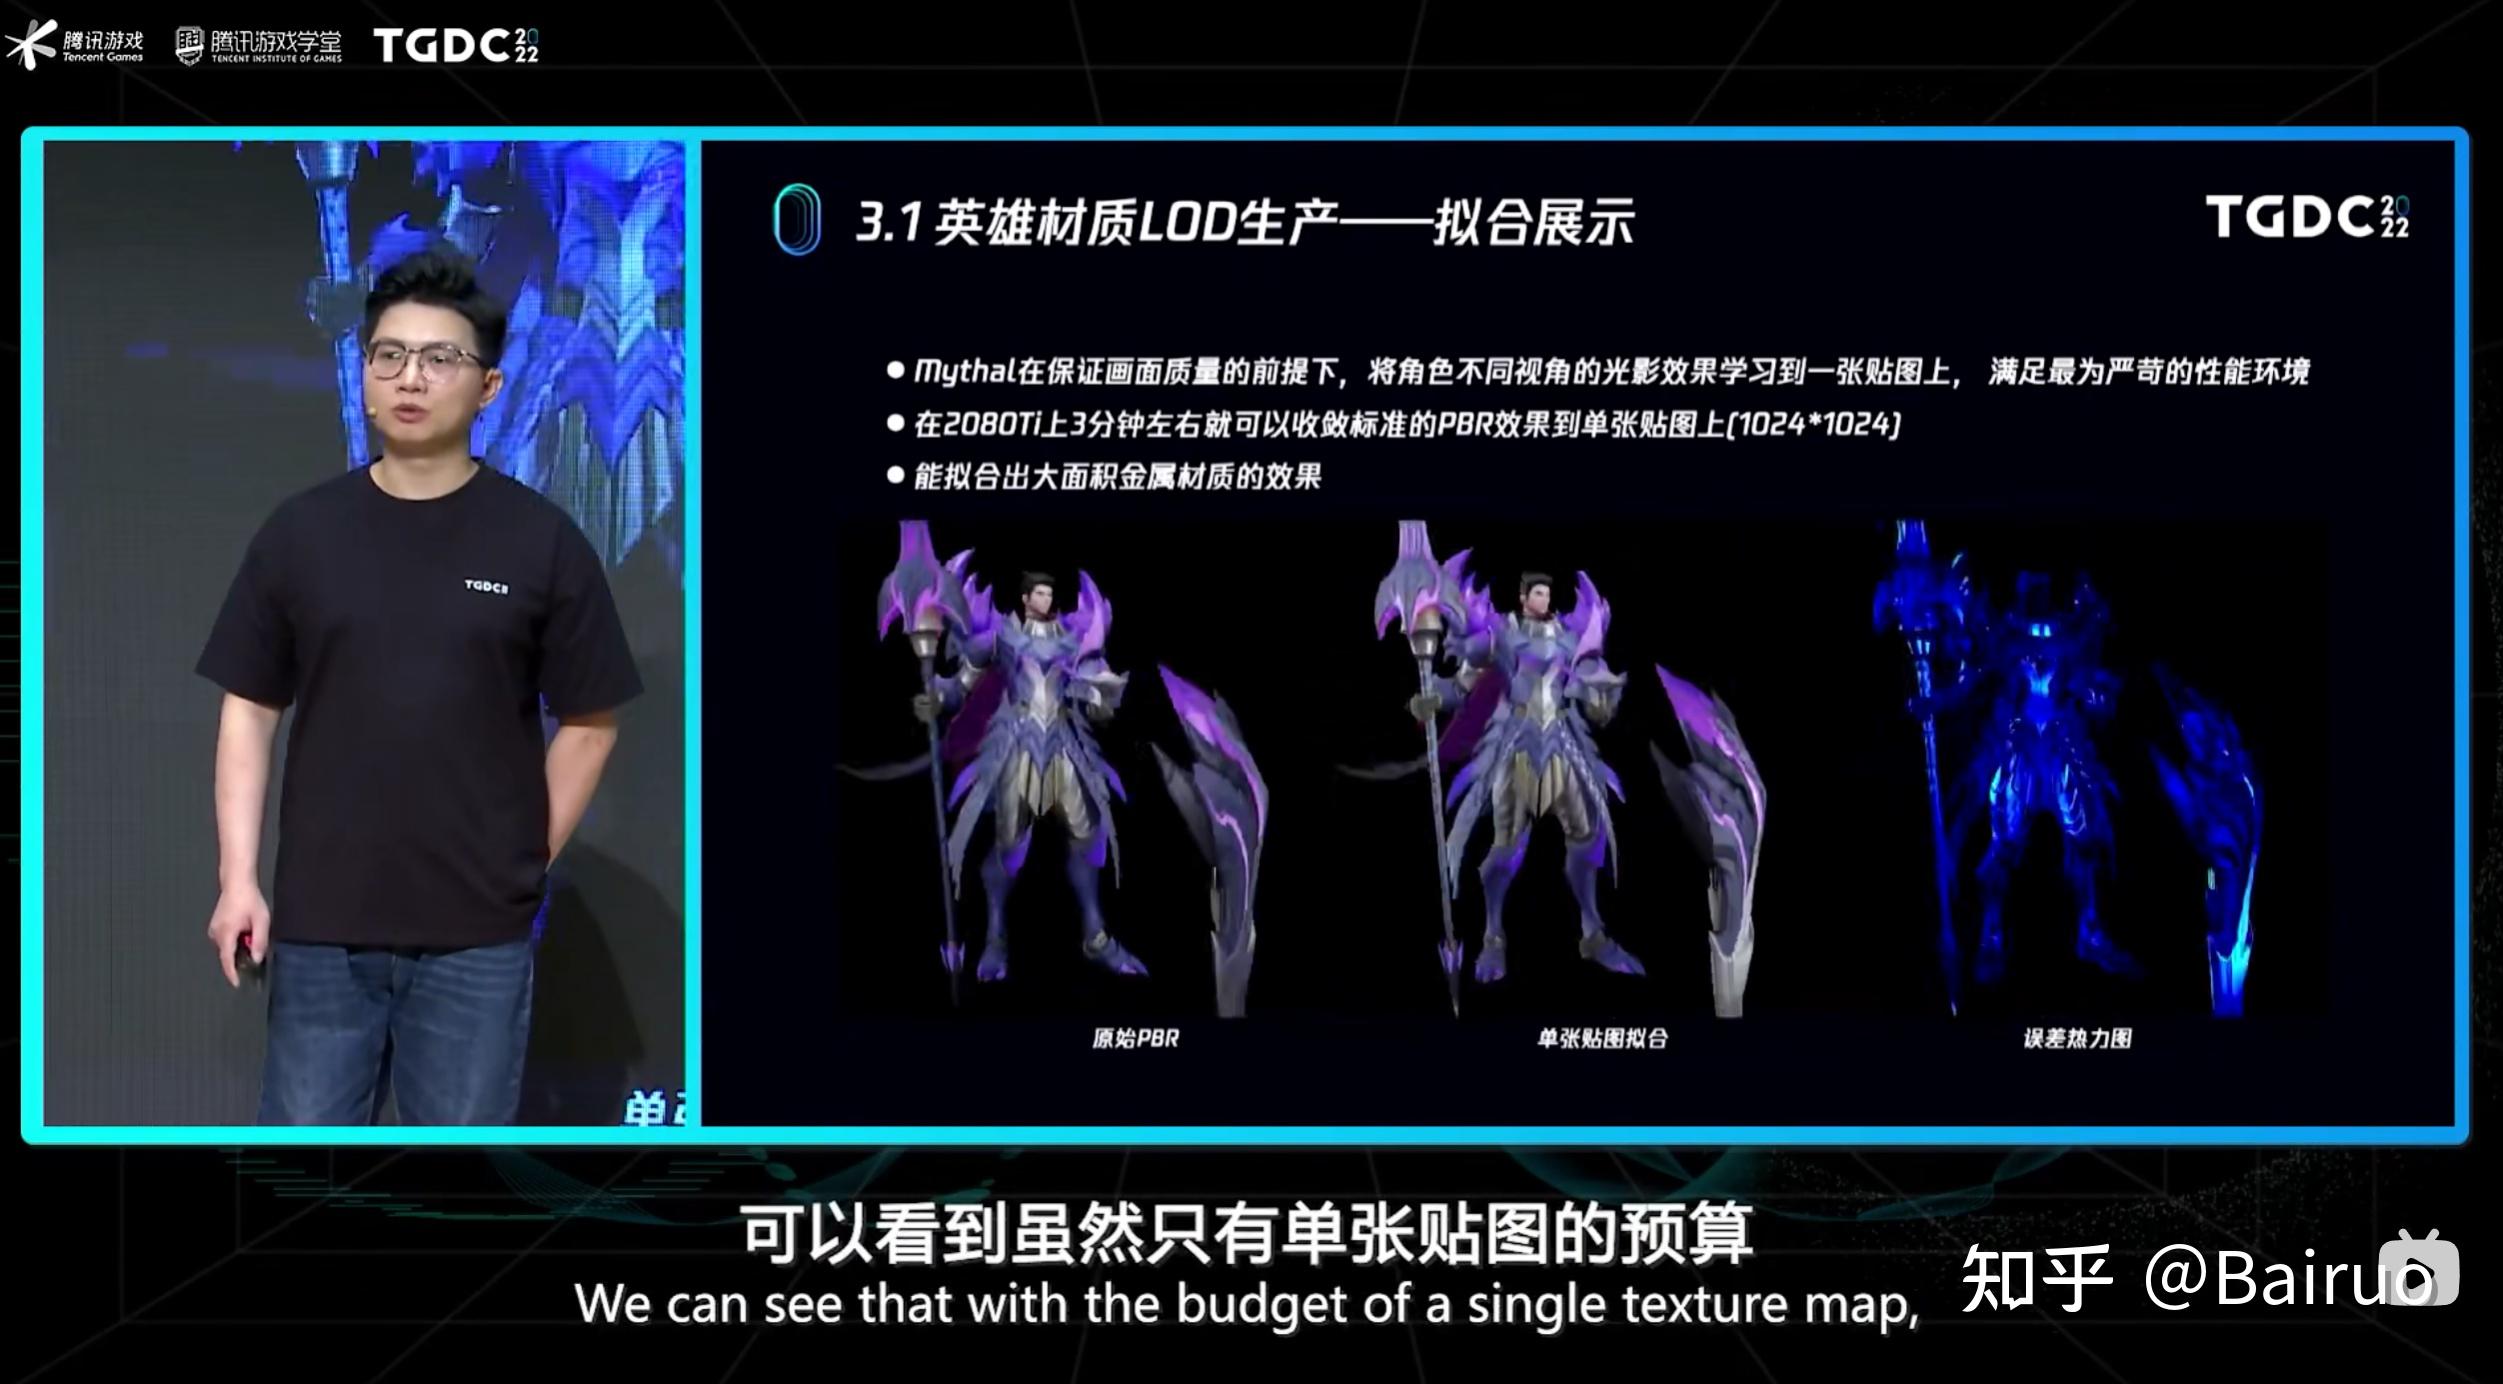 腾讯游戏
Tencent Games
腾讯游戏学堂
TENCENT INSTITUTE OF GAMES
TGDC 2022
3.1 英雄材质LOD生产——拟合展示
TGDC 2022
Mythal在保证画面质量的前提下，将角色不同视角的光影效果学习到一张贴图上， 满足最为严苛的性能环境
在2080Ti上3分钟左右就可以收敛标准的PBR效果到单张贴图上(1024*1024)
能拟合出大面积金属材质的效果
TGDC
原始PBR
单张贴图拟合
误差热力图
单
可以看到虽然只有单张贴图的预算
We can see that with the budget of a single texture map,
知乎 @Bairuo